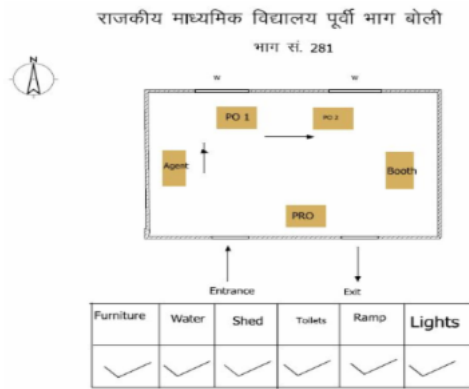 राजकीय माध्यमिक विद्यालय पूर्वी भाग बोली
भाग सं. 281
N
W W
PO 1 PO 2
Agent
Booth
PRO
Entrance Exit
Furniture Water Shed Toilets Ramp Lights